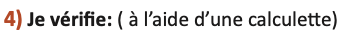 4) Je vérifie: ( à l’aide d’une calculette)